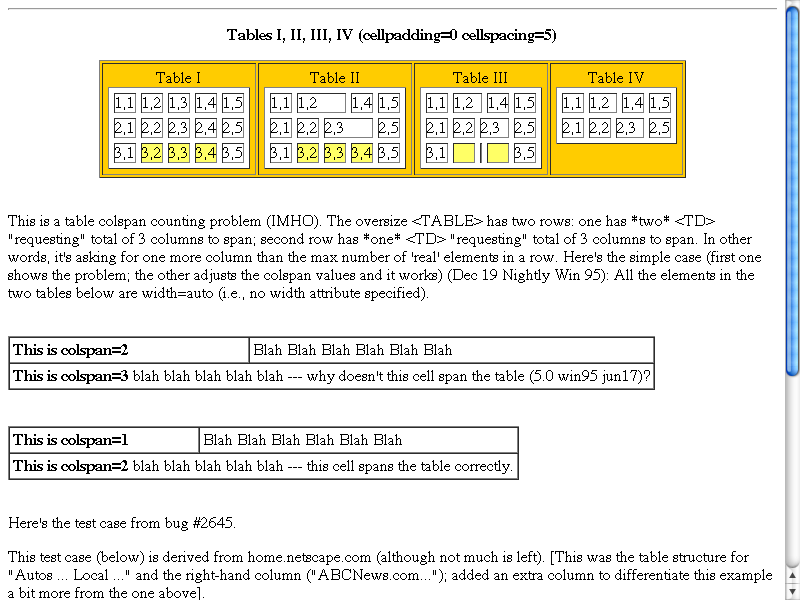 Tables I, II, III, IV (cellpadding=0 cellspacing=5)
Table I Table II Table III Table IV
1,1 1,2 1,3 1,4 1,5 1,1 1,2 1,4 1,5 1,1 1,2 1,4 1,5 1,1 1,2 1,4 1,5
2,1 2,2 2,3 2,4 2,5 2,1 2,2 2,3 2,5 2,1 2,2 2,3 2,5 2,1 2,2 2,3 2,5
3,1 3,2 3,3 3,4 3,5 3,1 3,2 3,3 3,4 3,5 3,1 3,5
This is a table colspan counting problem (IMHO). The oversize <TABLE> has two rows: one has *two* <TD>
"requesting" total of 3 columns to span; second row has *one* <TD> "requesting" total of 3 columns to span. In other
words, it's asking for one more column than the max number of 'real' elements in a row. Here's the simple case (first one
shows the problem; the other adjusts the colspan values and it works) (Dec 19 Nightly Win 95): All the elements in the
two tables below are width=auto (i.e., no width attribute specified).
This is colspan=2 Blah Blah Blah Blah Blah Blah
This is colspan=3 blah blah blah blah blah --- why doesn't this cell span the table (5.0 win95 jun17)?
This is colspan=1 Blah Blah Blah Blah Blah Blah
This is colspan=2 blah blah blah blah blah --- this cell spans the table correctly.
Here's the test case from bug #2645.
This test case (below) is derived from home.netscape.com (although not much is left). [This was the table structure for
"Autos ... Local ..." and the right-hand column ("ABCNews.com..."); added an extra column to differentiate this example
a bit more from the one above].